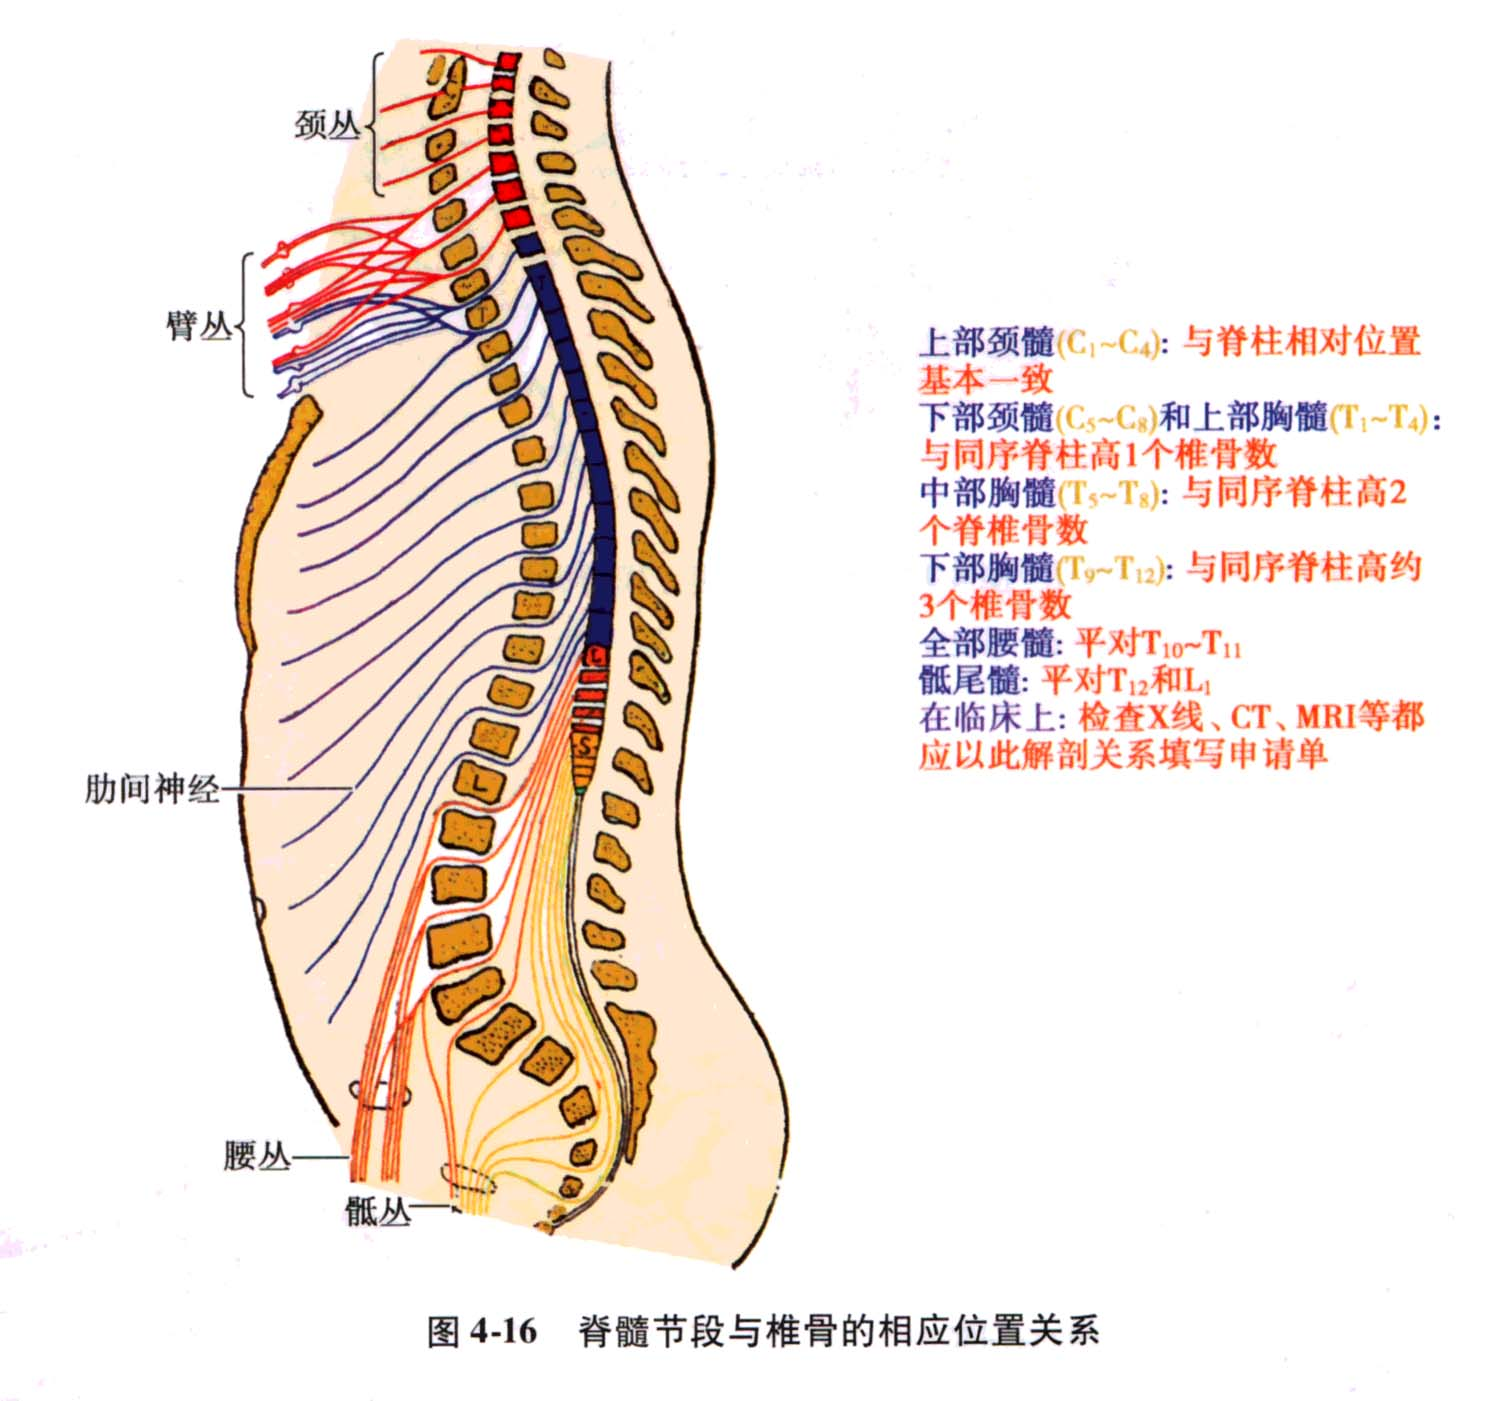 颈丛
臂丛
T
T
上部颈髓(C₁~C₄): 与脊柱相对位置
基本一致
下部颈髓(C₅~C₈)和上部胸髓(T₁~T₄):
与同序脊柱高1个椎骨数
中部胸髓(T₅~T₈): 与同序脊柱高2
个脊椎骨数
下部胸髓(T₉~T₁₂): 与同序脊柱高约
3个椎骨数
全部腰髓: 平对T₁₀~T₁₁
骶尾髓: 平对T₁₂和L₁
在临床上: 检查X线、CT、MRI等都
应以此解剖关系填写申请单
L
S
L
肋间神经
腰丛
骶丛
图 4-16 脊髓节段与椎骨的相应位置关系